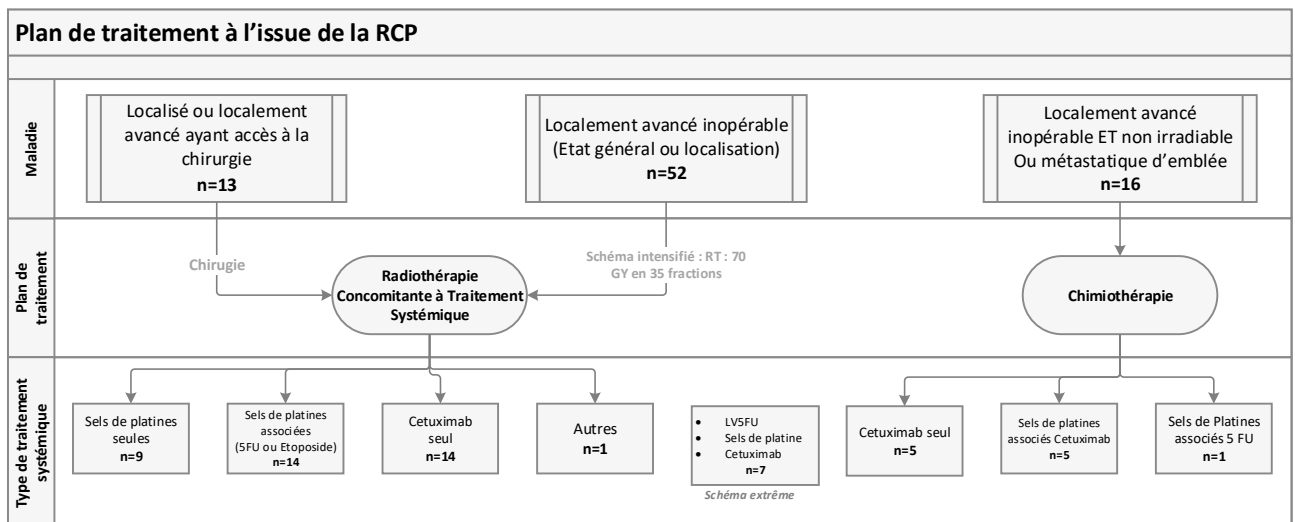 Plan de traitement à l'issue de la RCP
Maladie
Localisé ou localement
avancé ayant accès à la
chirurgie
n=13
Localement avancé inopérable
(Etat général ou localisation)
n=52
Localement avancé
inopérable ET non irradiable
Ou métastatique d'emblée
n=16
Plan de
traitement
Chirugie
Radiothérapie
Concomitante à Traitement
Systémique
Schéma intensifié : RT : 70
GY en 35 fractions
Chimiothérapie
Type de traitement
systémique
Sels de platines
seules
n=9
Sels de platines
associées
(5FU ou Etoposide)
n=14
Cetuximab
seul
n=14
Autres
n=1
• LV5FU
• Sels de platine
• Cetuximab
n=7
Schéma extrême
Cetuximab seul
n=5
Sels de platines
associés Cetuximab
n=5
Sels de Platines
associés 5 FU
n=1